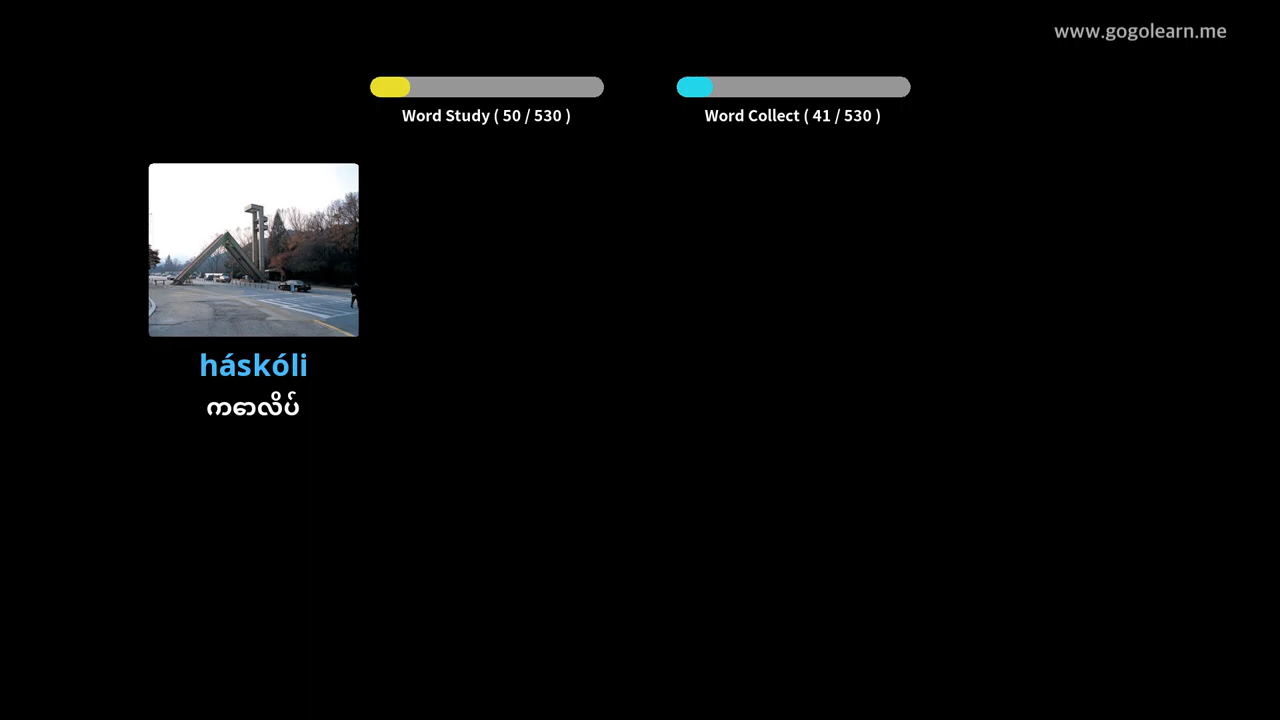 www.gogolearn.me
Word Study ( 50 / 530 )
Word Collect ( 41 / 530 )
háskóli
ကောလိပ်